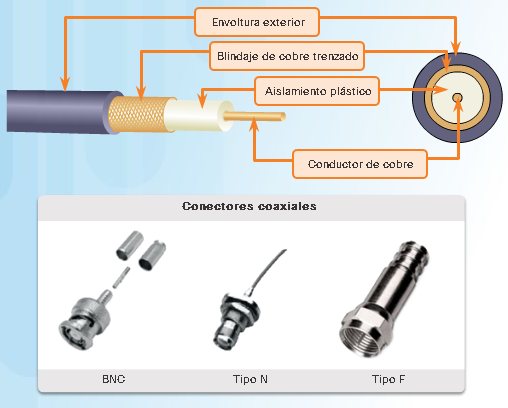 Envoltura exterior
Blindaje de cobre trenzado
Aislamiento plástico
Conductor de cobre
Conectores coaxiales
BNC
Tipo N
Tipo F